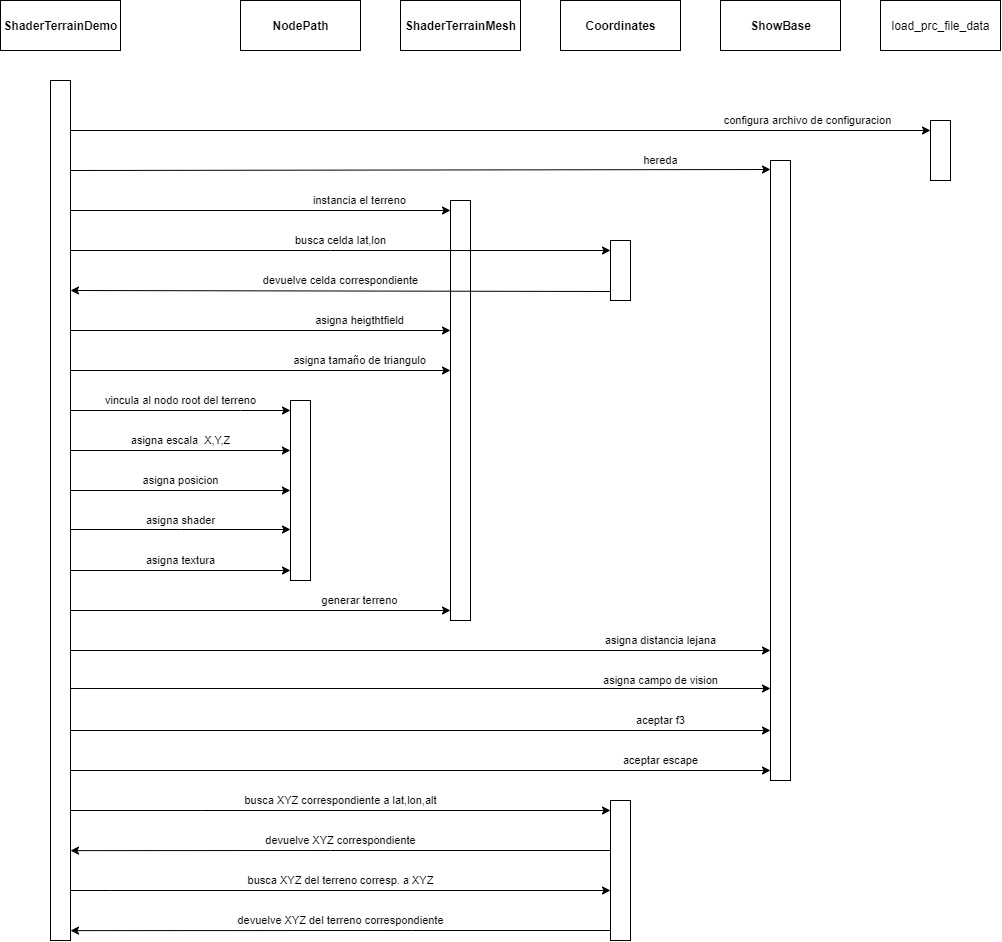 ShaderTerrainDemo
NodePath
ShaderTerrainMesh
Coordinates
ShowBase
load_prc_file_data
configura archivo de configuracion
hereda
instancia el terreno
busca celda lat,lon
devuelve celda correspondiente
asigna heigthtfield
asigna tamaño de triangulo
vincula al nodo root del terreno
asigna escala X,Y,Z
asigna posicion
asigna shader
asigna textura
generar terreno
asigna distancia lejana
asigna campo de vision
aceptar f3
aceptar escape
busca XYZ correspondiente a lat,lon,alt
devuelve XYZ correspondiente
busca XYZ del terreno corresp. a XYZ
devuelve XYZ del terreno correspondiente